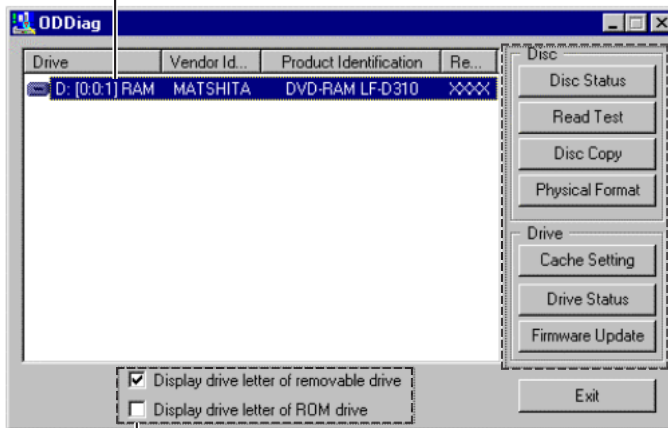 ODDiag
Drive Vendor Id... Product Identification Re...
D: [0:0:1] RAM MATSHITA DVD-RAM LF-D310 XXXX
Disc
Disc Status
Read Test
Disc Copy
Physical Format
Drive
Cache Setting
Drive Status
Firmware Update
Display drive letter of removable drive
Display drive letter of ROM drive
Exit